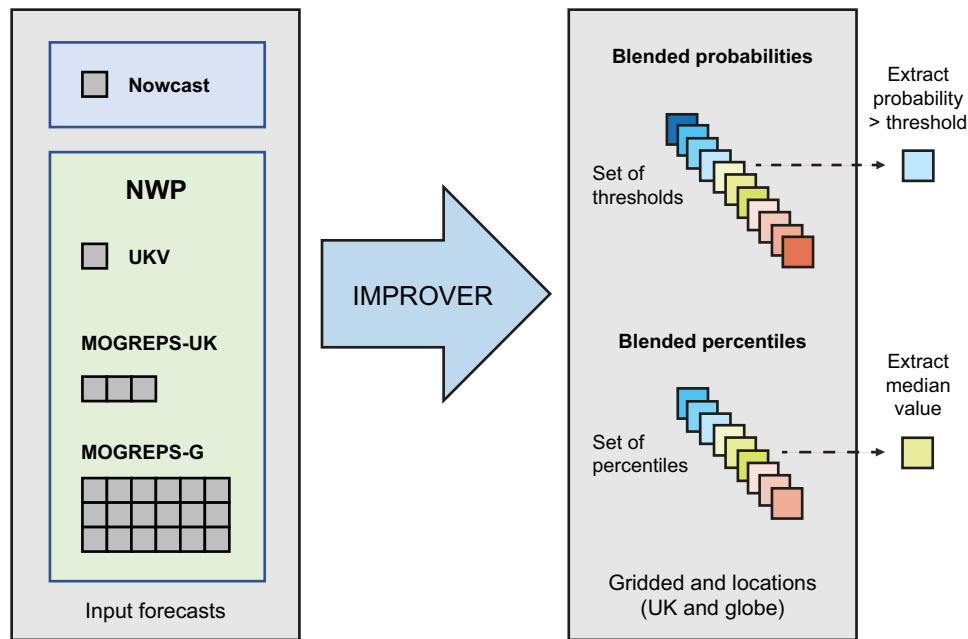 Nowcast
NWP
UKV
MOGREPS-UK
MOGREPS-G
Input forecasts
IMPROVER
Blended probabilities
Set of
thresholds
Blended percentiles
Set of
percentiles
Gridded and locations
(UK and globe)
Extract
probability
> threshold
Extract
median
value